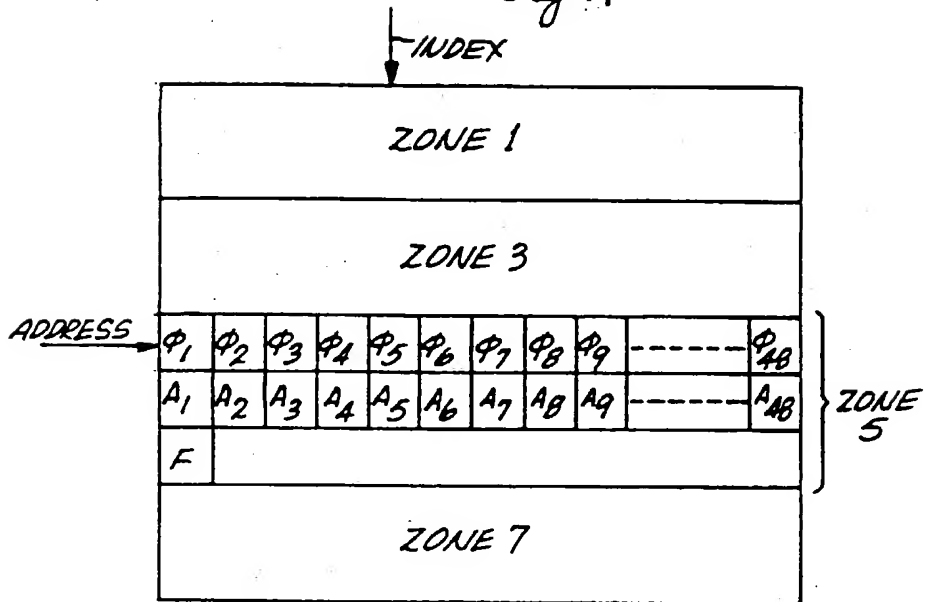 INDEX
ZONE 1
ZONE 3
ADDRESS
Φ1 Φ2 Φ3 Φ4 Φ5 Φ6 Φ7 Φ8 Φ9 -------- Φ48
A1 A2 A3 A4 A5 A6 A7 A8 A9 -------- A48
ZONE 5
F
ZONE 7